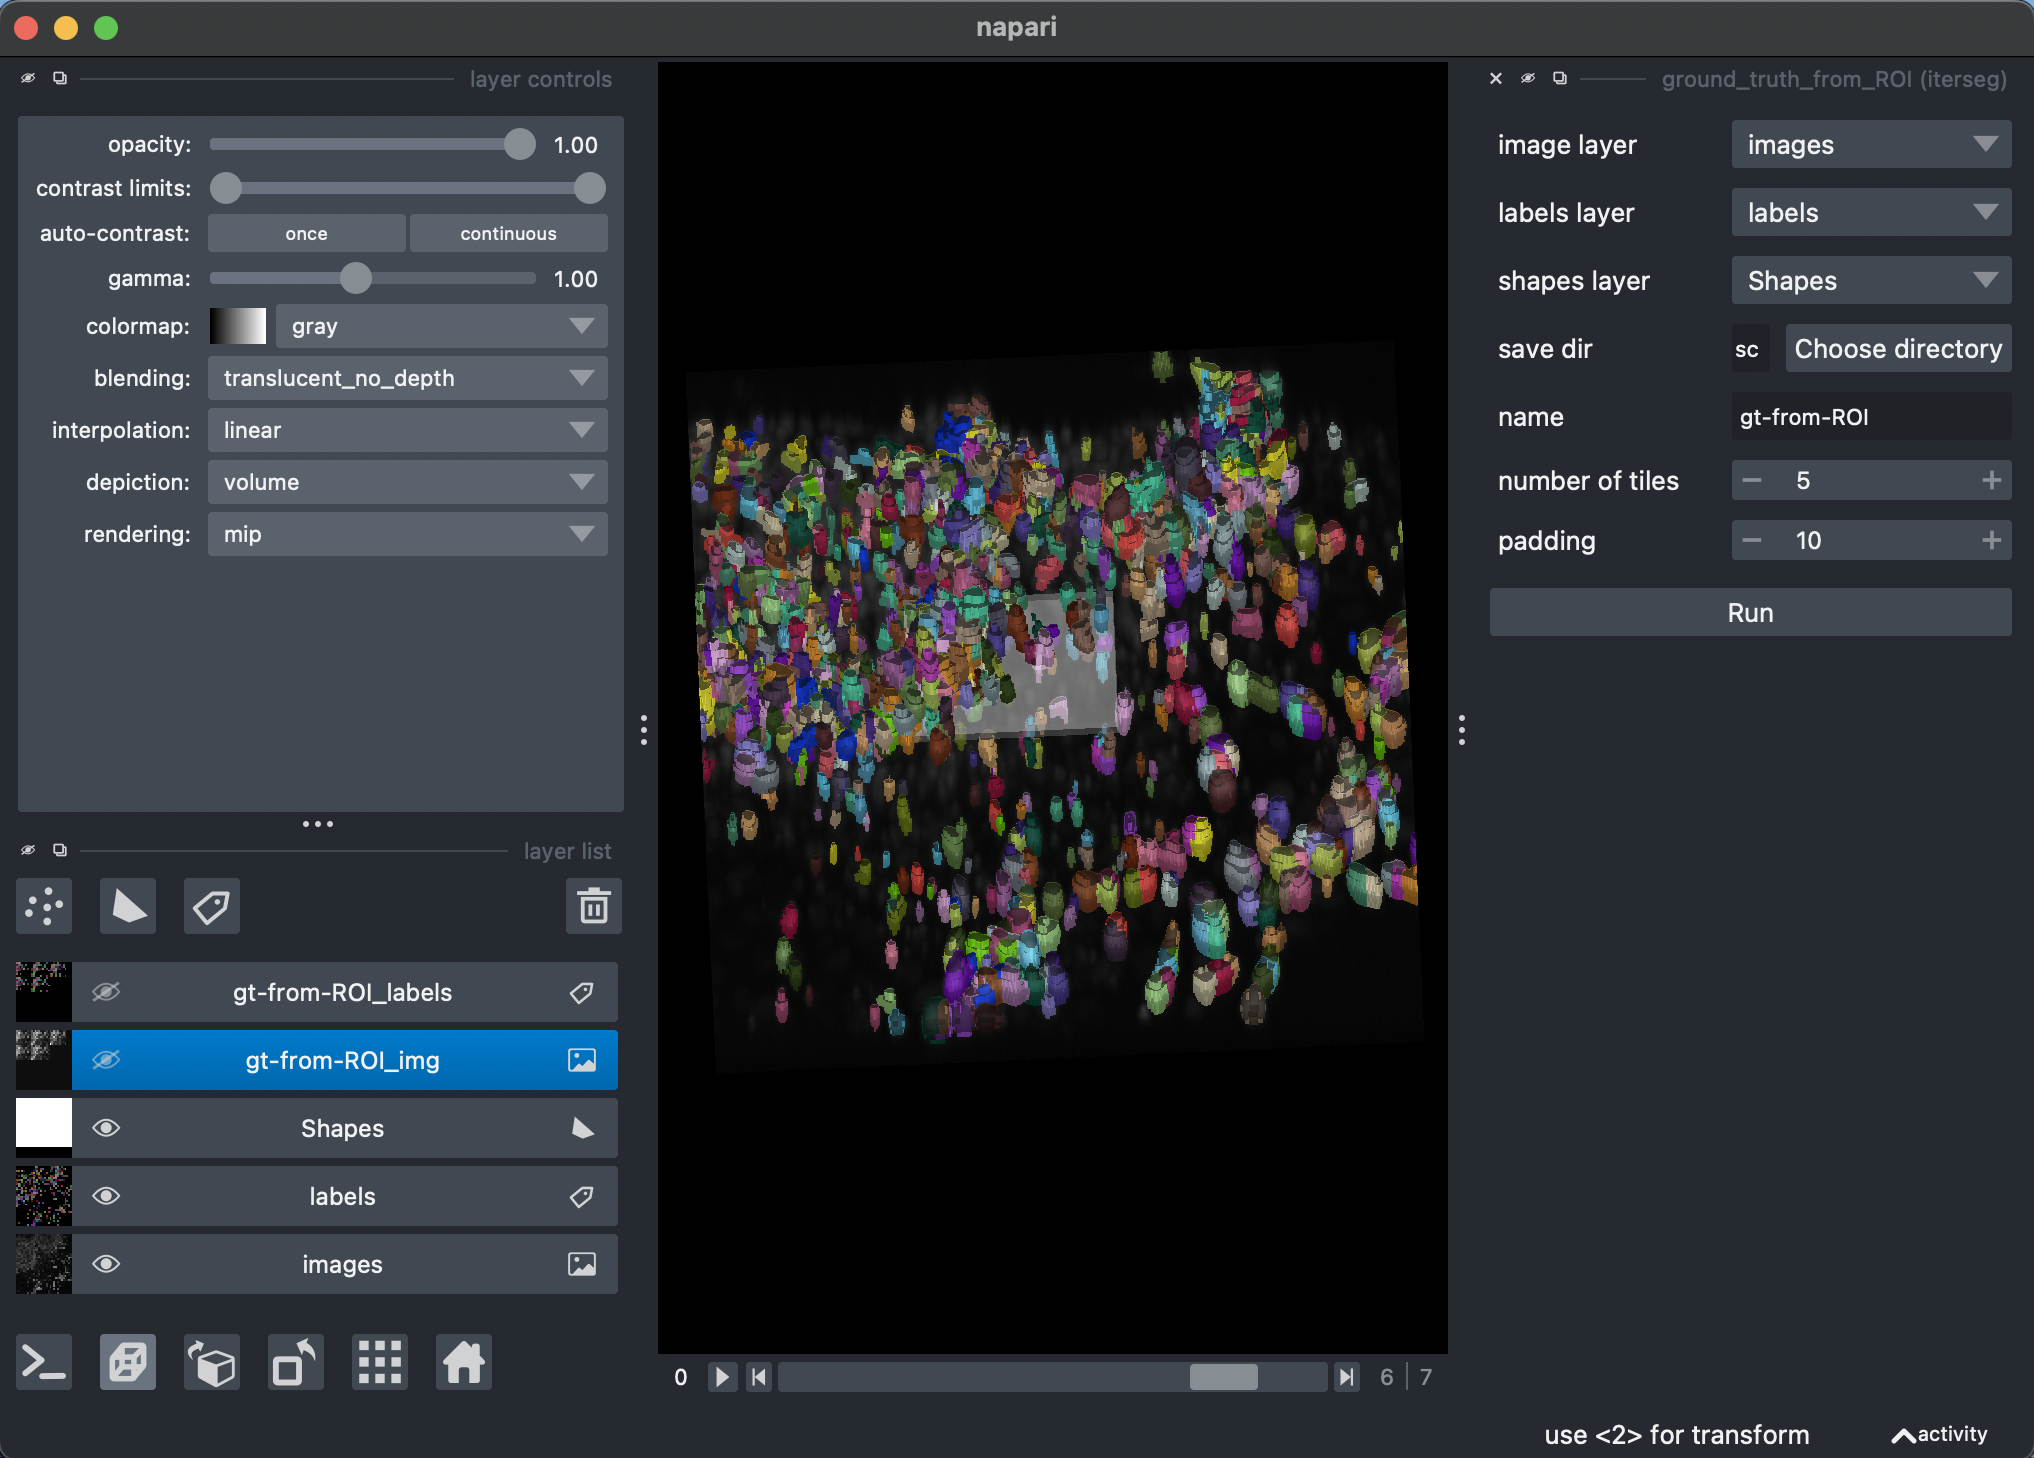 napari
layer controls
opacity: 1.00
contrast limits:
auto-contrast: once continuous
gamma: 1.00
colormap: gray
blending: translucent_no_depth
interpolation: linear
depiction: volume
rendering: mip
layer list
gt-from-ROI_labels
gt-from-ROI_img
Shapes
labels
images
0 6 7
ground_truth_from_ROI (iterseg)
image layer images
labels layer labels
shapes layer Shapes
save dir sc Choose directory
name gt-from-ROI
number of tiles 5
padding 10
Run
use <2> for transform
activity